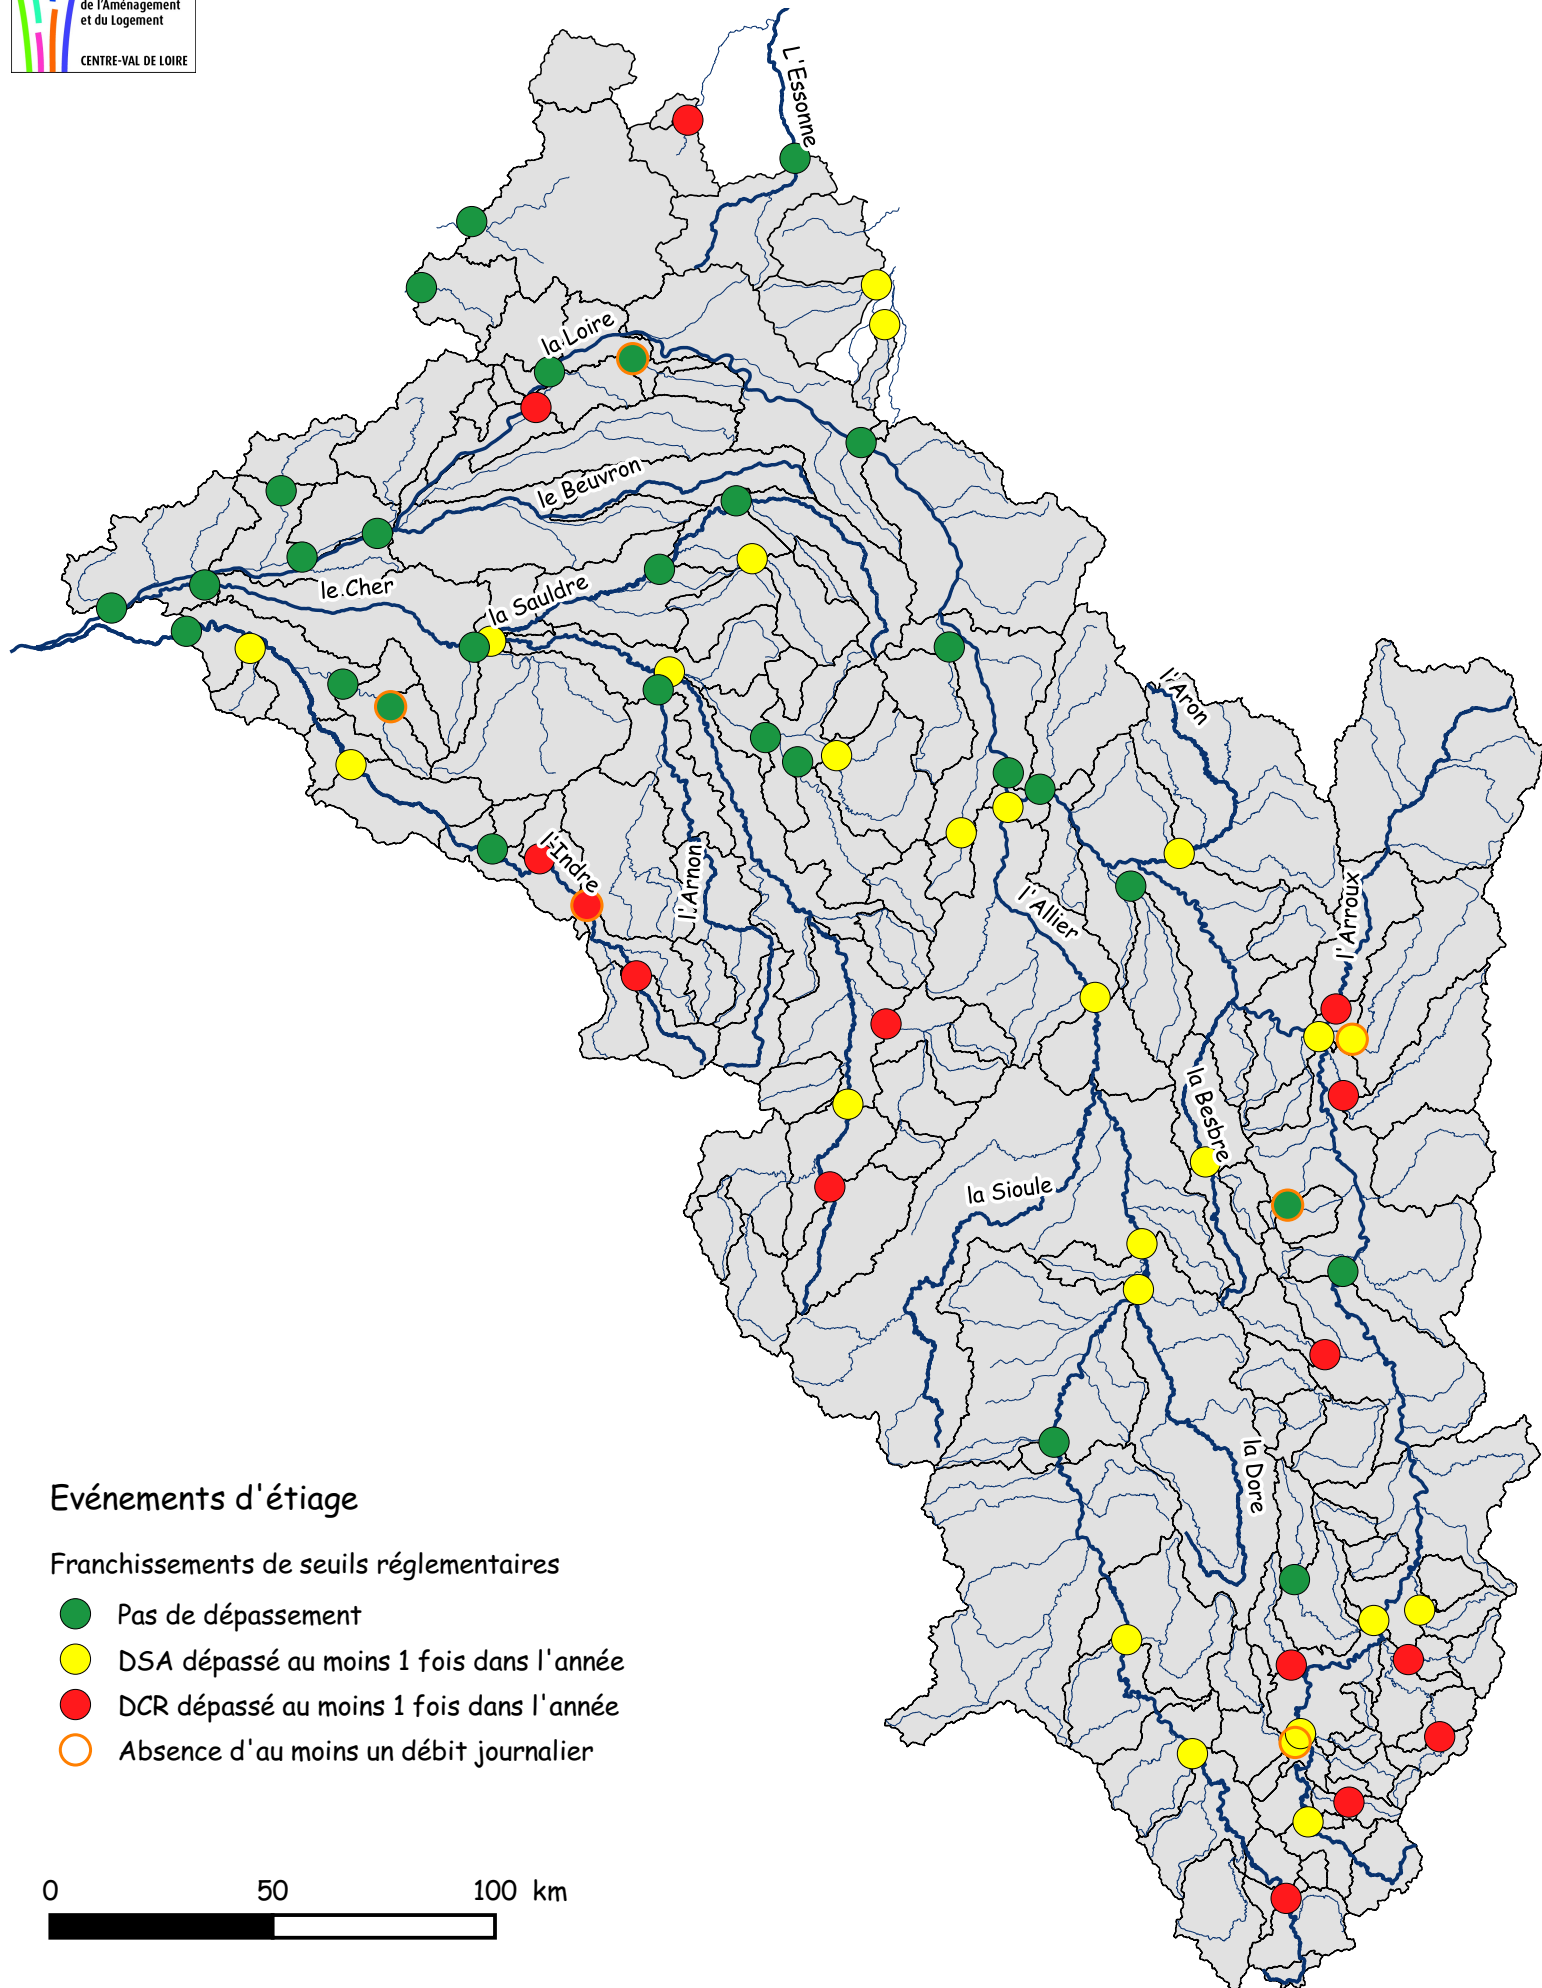 de l'Aménagement
et du Logement
CENTRE-VAL DE LOIRE
L'Essonne
la Loire
le Beuvron
le Cher
la Sauldre
l'Aron
l'Indre
l'Arnon
l'Allier
l'Arroux
la Besbre
la Sioule
la Dore
Evénements d'étiage
Franchissements de seuils réglementaires
Pas de dépassement
DSA dépassé au moins 1 fois dans l'année
DCR dépassé au moins 1 fois dans l'année
Absence d'au moins un débit journalier
0 50 100 km